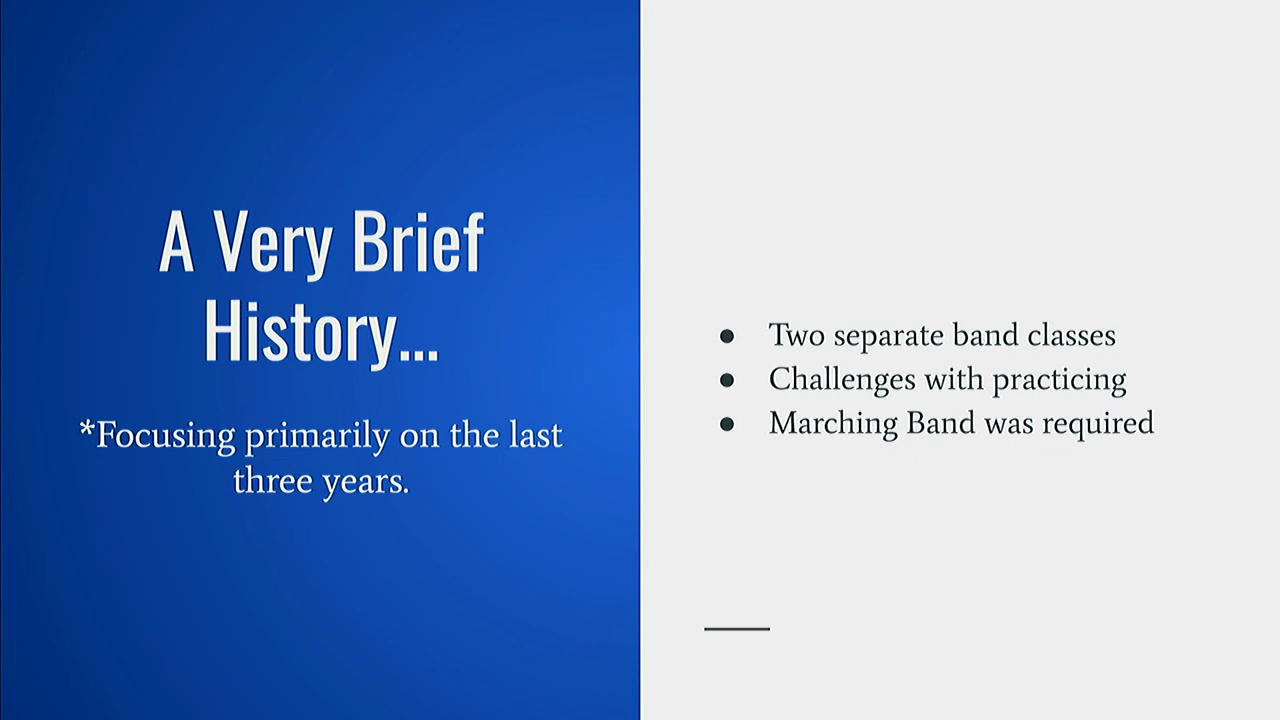 A Very Brief
History...
*Focusing primarily on the last
three years.
● Two separate band classes
● Challenges with practicing
● Marching Band was required